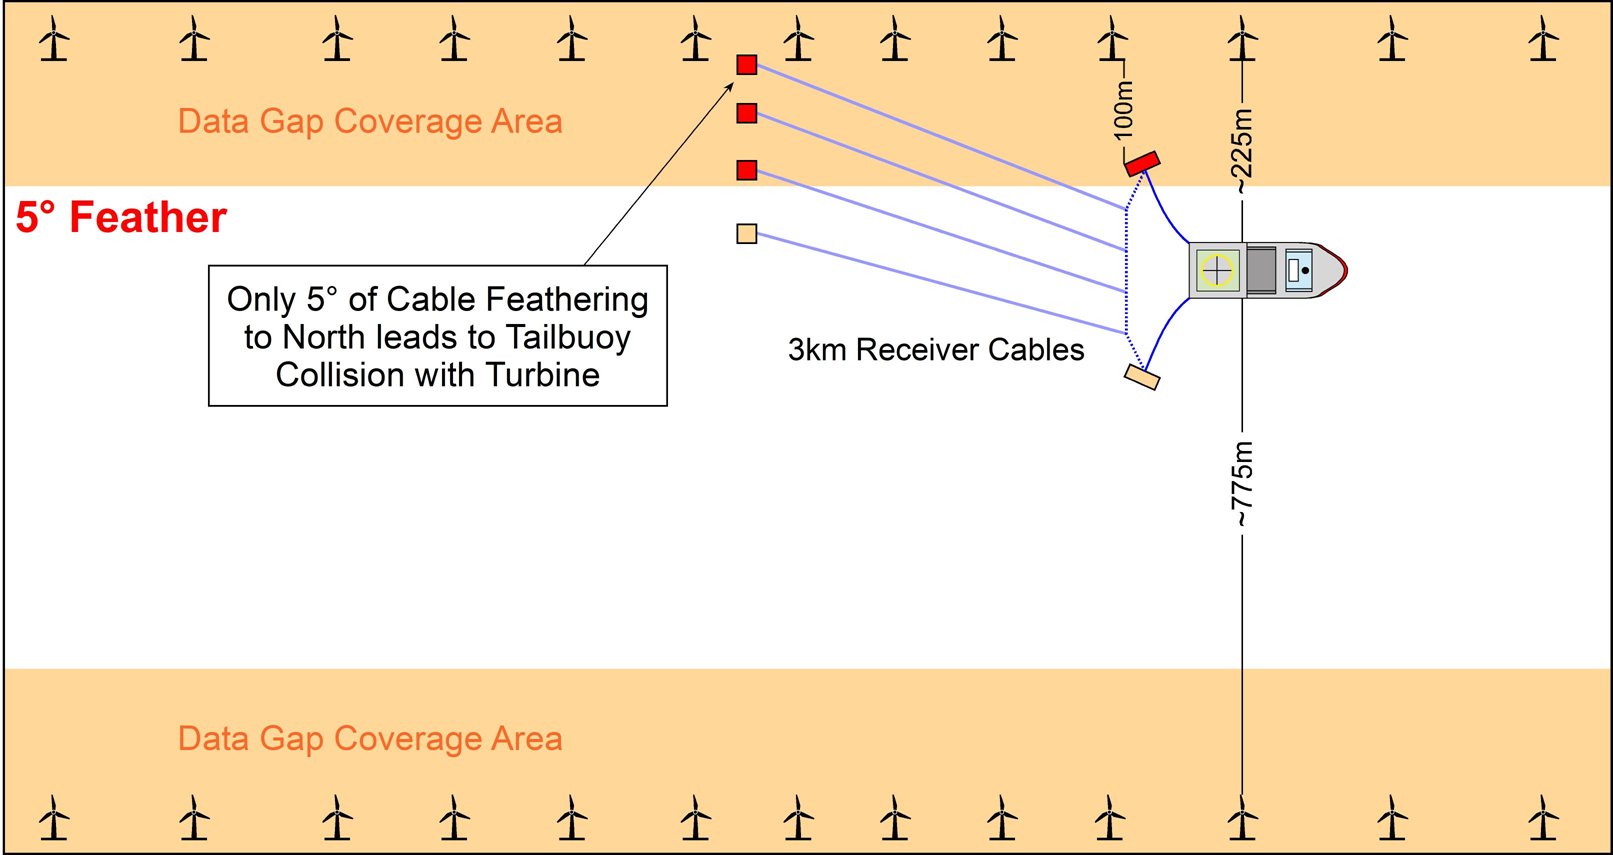 Data Gap Coverage Area
100m
~225m
5° Feather
Only 5° of Cable Feathering
to North leads to Tailbuoy
Collision with Turbine
3km Receiver Cables
~775m
Data Gap Coverage Area